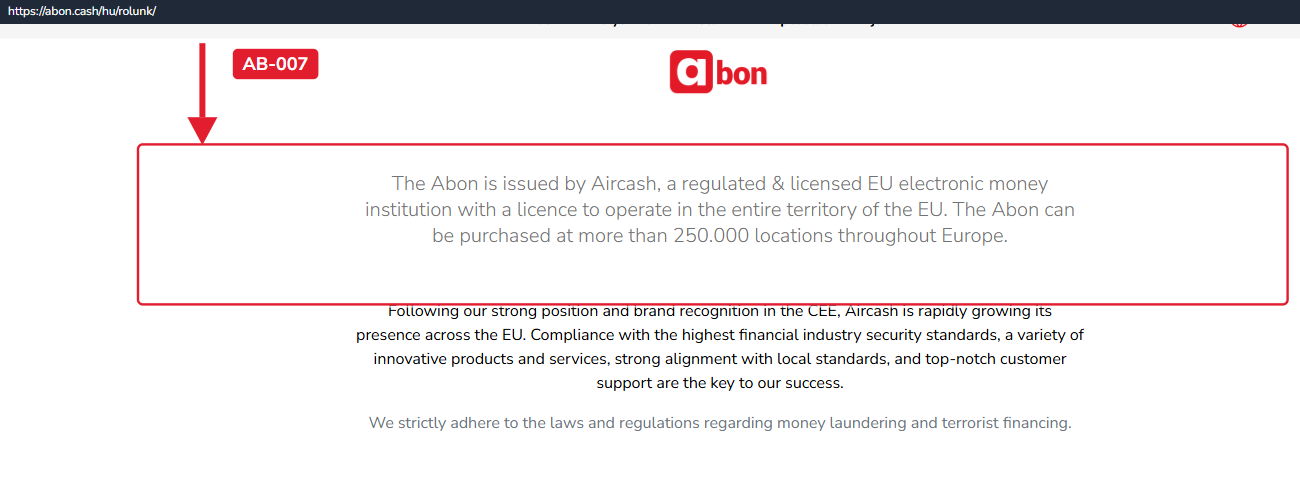 https://abon.cash/hu/rolunk/
AB-007
abon
The Abon is issued by Aircash, a regulated & licensed EU electronic money
institution with a licence to operate in the entire territory of the EU. The Abon can
be purchased at more than 250.000 locations throughout Europe.
Following our strong position and brand recognition in the CEE, Aircash is rapidly growing its
presence across the EU. Compliance with the highest financial industry security standards, a variety of
innovative products and services, strong alignment with local standards, and top-notch customer
support are the key to our success.
We strictly adhere to the laws and regulations regarding money laundering and terrorist financing.